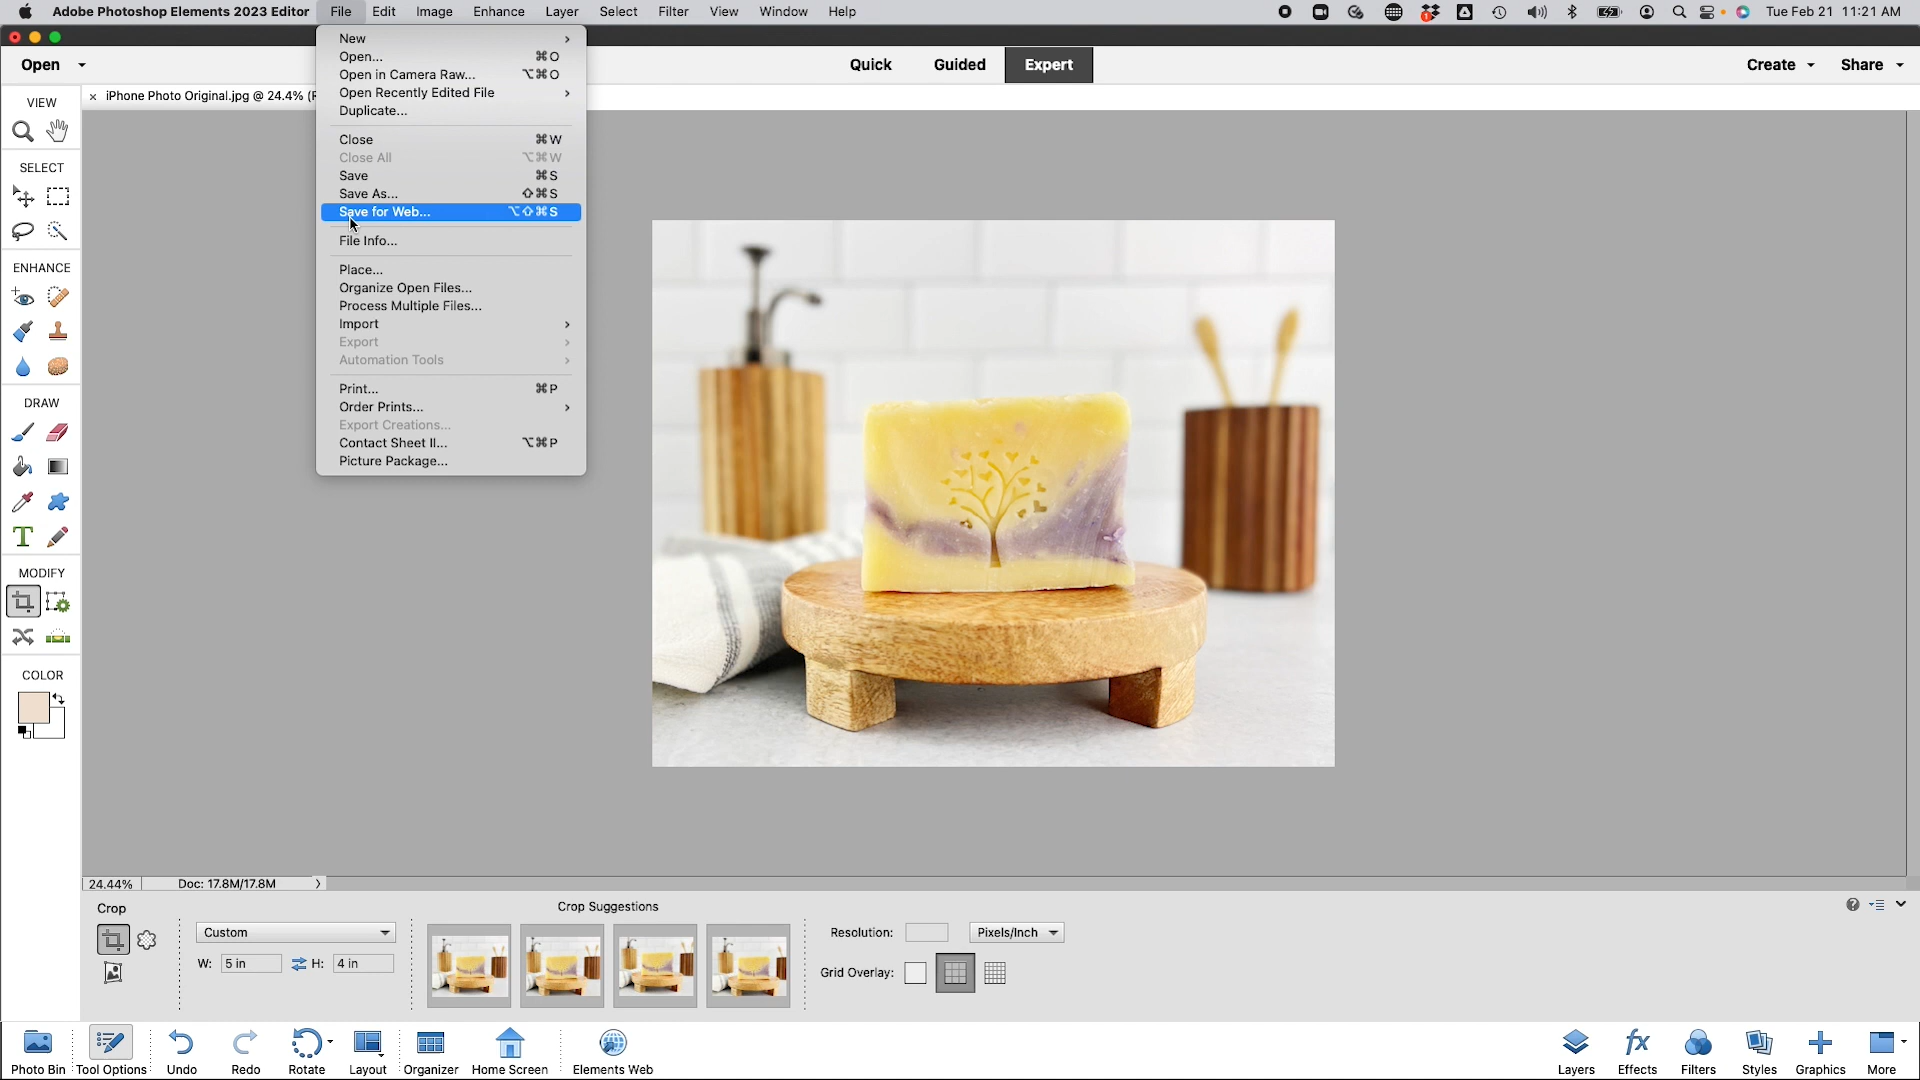 Adobe Photoshop Elements 2023 Editor File Edit Image Enhance Layer Select Filter View Window Help Tue Feb 21 11:21 AM
Open Quick Guided Expert Create Share
× iPhone Photo Original.jpg @ 24.4% (R
New >
Open... ⌘O
Open in Camera Raw... ⌥⌘O
Open Recently Edited File >
Duplicate...
Close ⌘W
Close All ⌥⌘W
Save ⌘S
Save As... ⇧⌘S
Save for Web... ⌥⇧⌘S
File Info...
Place...
Organize Open Files...
Process Multiple Files...
Import >
Export >
Automation Tools >
Print... ⌘P
Order Prints... >
Export Creations...
Contact Sheet II... ⌥⌘P
Picture Package...
VIEW
SELECT
ENHANCE
DRAW
T
MODIFY
COLOR
24.44% Doc: 17.8M/17.8M >
Crop Crop Suggestions
Custom Resolution: Pixels/Inch
W: 5 in H: 4 in Grid Overlay:
Photo Bin Tool Options Undo Redo Rotate Layout Organizer Home Screen Elements Web Layers Effects Filters Styles Graphics More